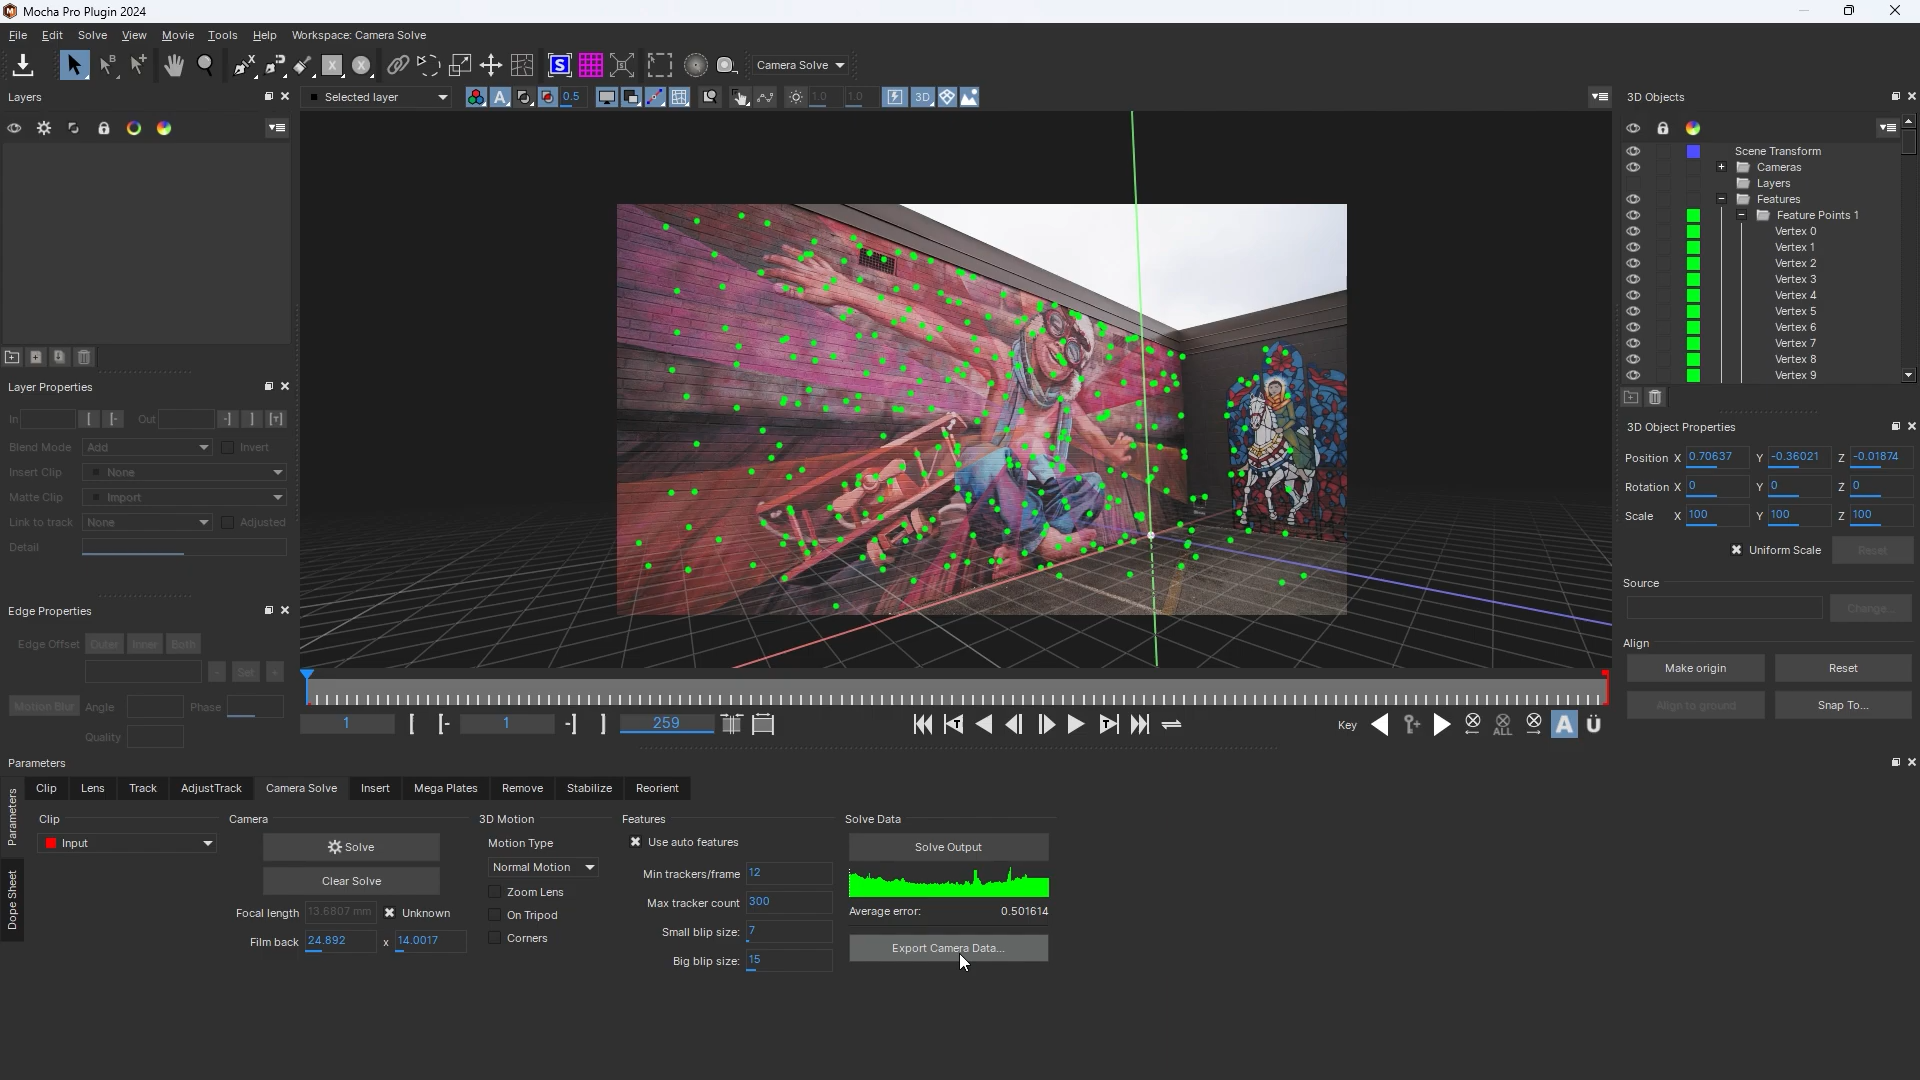 Mocha Pro Plugin 2024
File Edit Solve View Movie Tools Help Workspace: Camera Solve
Camera Solve
Layers
Selected layer
0.5
1.0
1.0
3D
3D Objects
Scene Transform
Cameras
Layers
Features
Feature Points 1
Vertex 0
Vertex 1
Vertex 2
Vertex 3
Vertex 4
Vertex 5
Vertex 6
Vertex 7
Vertex 8
Vertex 9
Layer Properties
In
Out
Blend Mode Add Invert
Insert Clip None
Matte Clip Import
Link to track None Adjusted
Detail
Edge Properties
Edge Offset Outer Inner Both
- Set +
Motion Blur Angle Phase
Quality
3D Object Properties
Position X 0.70637 Y -0.36021 Z -0.01874
Rotation X 0 Y 0 Z 0
Scale X 100 Y 100 Z 100
Uniform Scale Reset
Source
Change...
Align
Make origin Reset
Align to ground Snap To...
1 1 259
Key
ALL
A
Ü
Parameters
Parameters
Dope Sheet
Clip Lens Track AdjustTrack Camera Solve Insert Mega Plates Remove Stabilize Reorient
Clip
Input
Camera
Solve
Clear Solve
Focal length 13.6807 mm Unknown
Film back 24.892 x 14.0017
3D Motion
Motion Type
Normal Motion
Zoom Lens
On Tripod
Corners
Features
Use auto features
Min trackers/frame 12
Max tracker count 300
Small blip size: 7
Big blip size: 15
Solve Data
Solve Output
Average error: 0.501614
Export Camera Data...